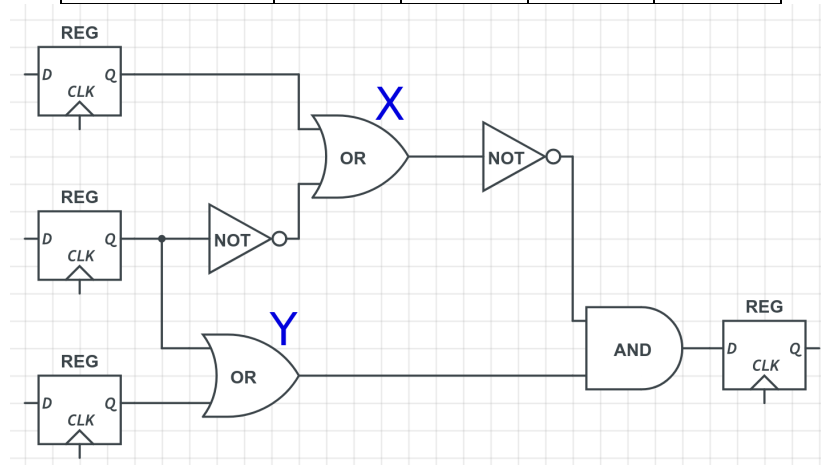 REG
D Q
CLK
X
OR
NOT
REG
D Q
CLK
NOT
Y
REG
D Q
CLK
OR
AND
REG
D Q
CLK